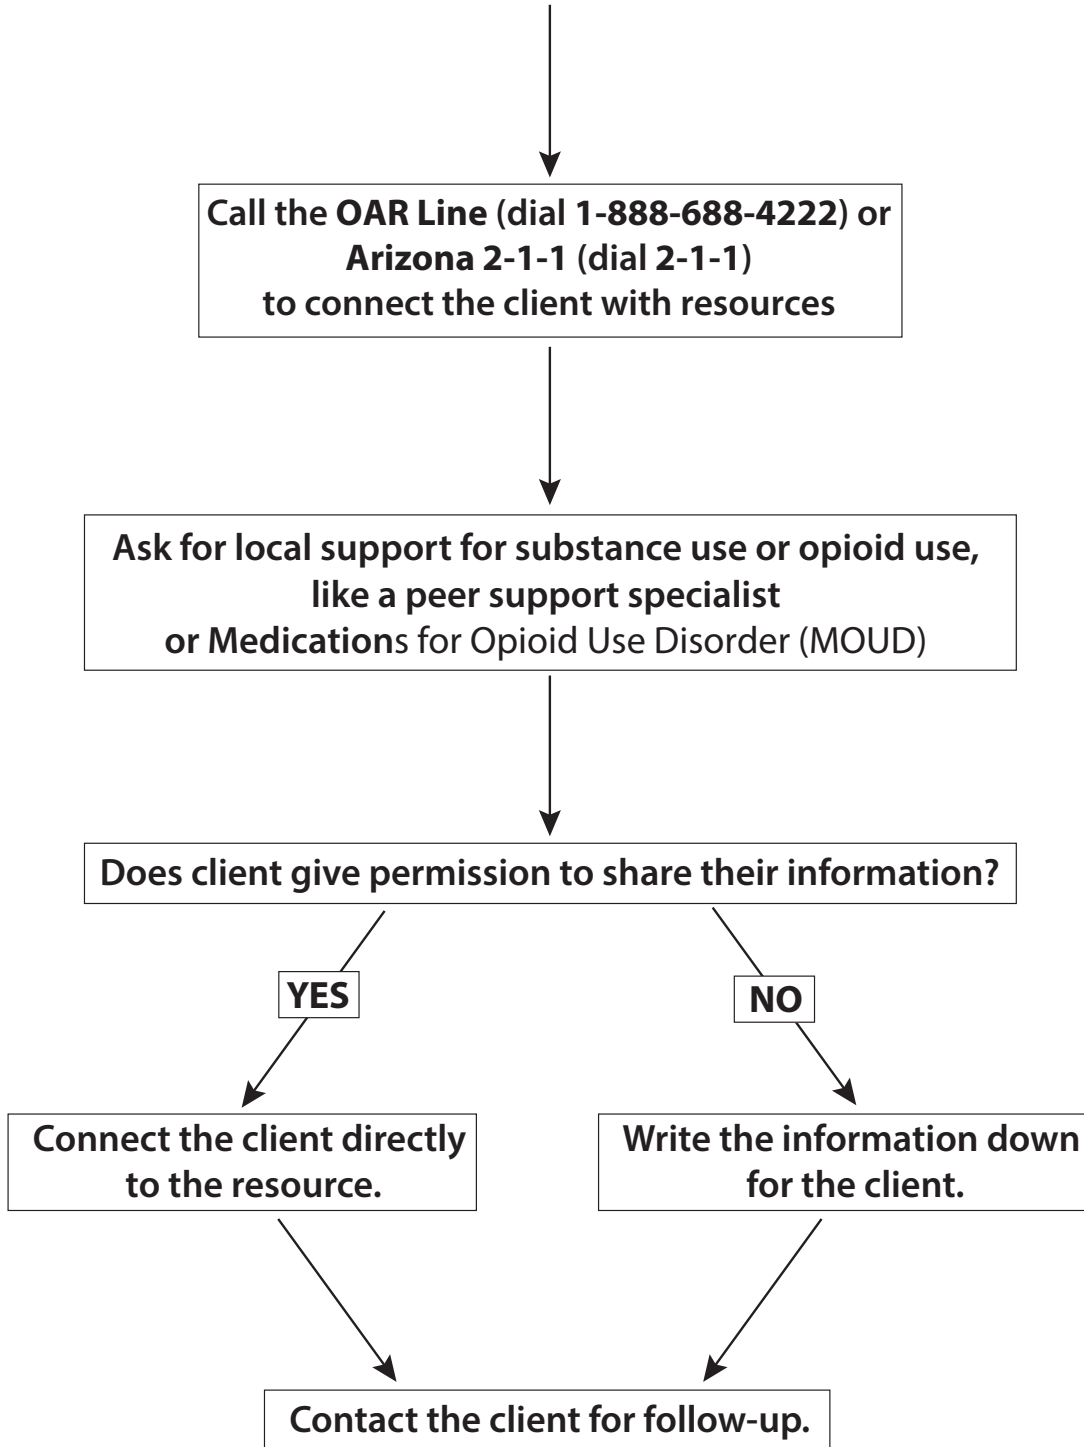 Call the OAR Line (dial 1-888-688-4222) or
Arizona 2-1-1 (dial 2-1-1)
to connect the client with resources
Ask for local support for substance use or opioid use,
like a peer support specialist
or Medications for Opioid Use Disorder (MOUD)
Does client give permission to share their information?
YES
NO
Connect the client directly
to the resource.
Write the information down
for the client.
Contact the client for follow-up.